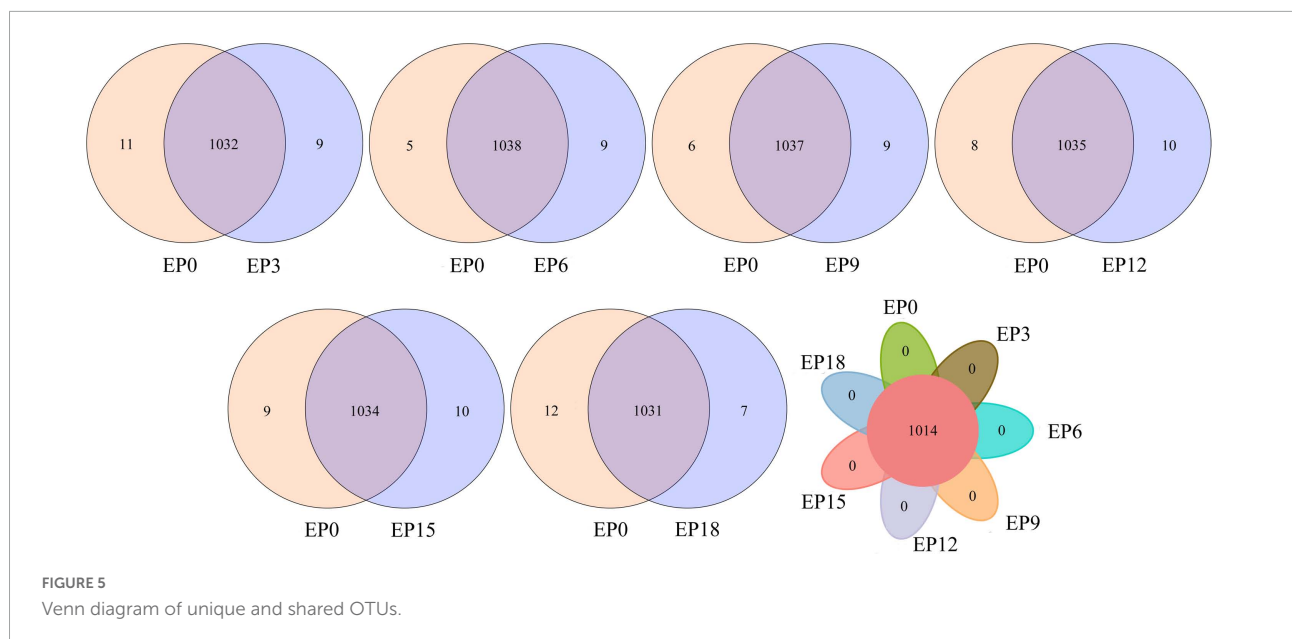 11 1032 9 5 1038 9 6 1037 9 8 1035 10
EP0 EP3 EP0 EP6 EP0 EP9 EP0 EP12
9 1034 10 12 1031 7
EP0 EP15 EP0 EP18
EP0
0
EP3
0
EP18
0
EP6
0
1014
EP15
0
EP9
0
EP12
0
FIGURE 5
Venn diagram of unique and shared OTUs.